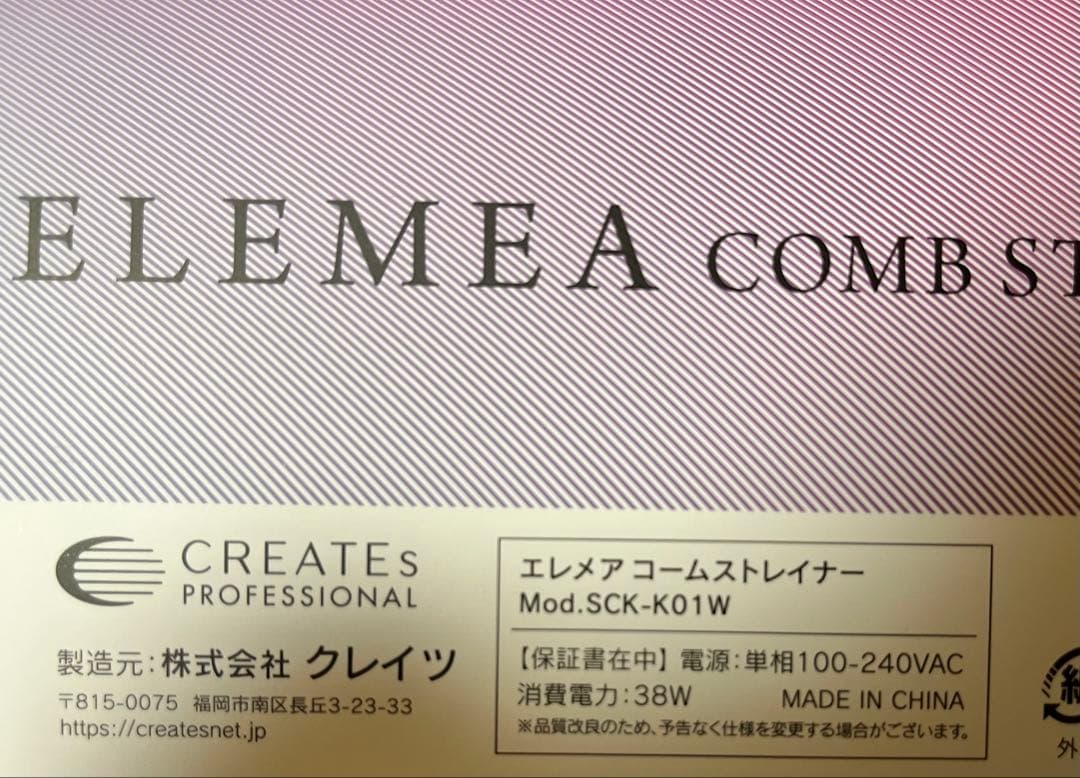 ELEMEA COMB ST
CREATEs
PROFESSIONAL
製造元：株式会社 クレイツ
〒815-0075 福岡市南区長丘3-23-33
https://createsnet.jp
エレメア コームストレイナー
Mod.SCK-K01W
【保証書在中】電源：単相100-240VAC
消費電力：38W MADE IN CHINA
※品質改良のため、予告なく仕様を変更する場合がございます。
外